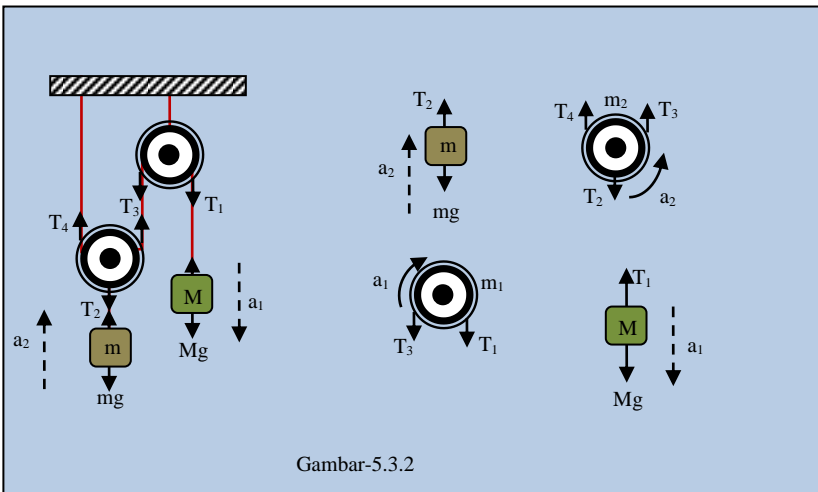 T₂
m
a₂
mg
T₄
m₂
T₃
T₂
a₂
T₃
T₁
T₄
T₂
m
a₂
mg
M
Mg
a₁
a₁
m₁
T₃
T₁
T₁
M
a₁
Mg
Gambar-5.3.2